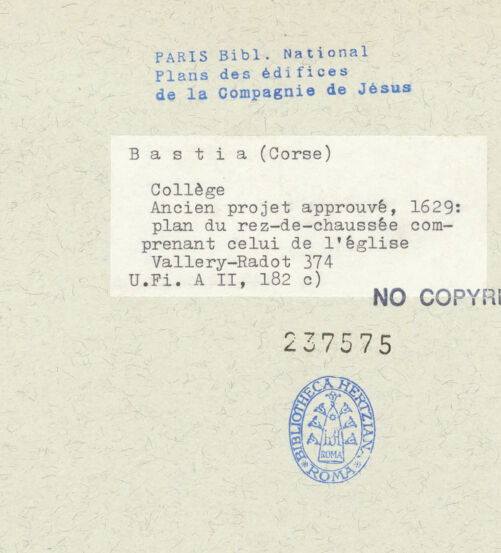 PARIS Bibl. National
Plans des édifices
de la Compagnie de Jésus
B a s t i a (Corse)
Collège
Ancien projet approuvé, 1629:
plan du rez-de-chaussée com-
prenant celui de l'église
Vallery-Radot 374
U.Fi. A II, 182 c)
NO COPYRI
237575
BIBLIOTHECA HERTZIANA
ROMA
* ROMA *